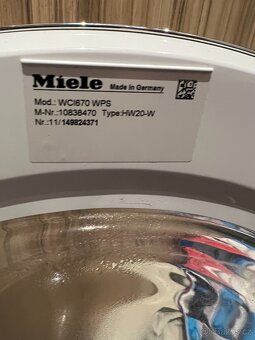 Miele Made in Germany
Mod.: WCI670 WPS
M-Nr.:10838470 Type:HW20-W
Nr.:11/149824371